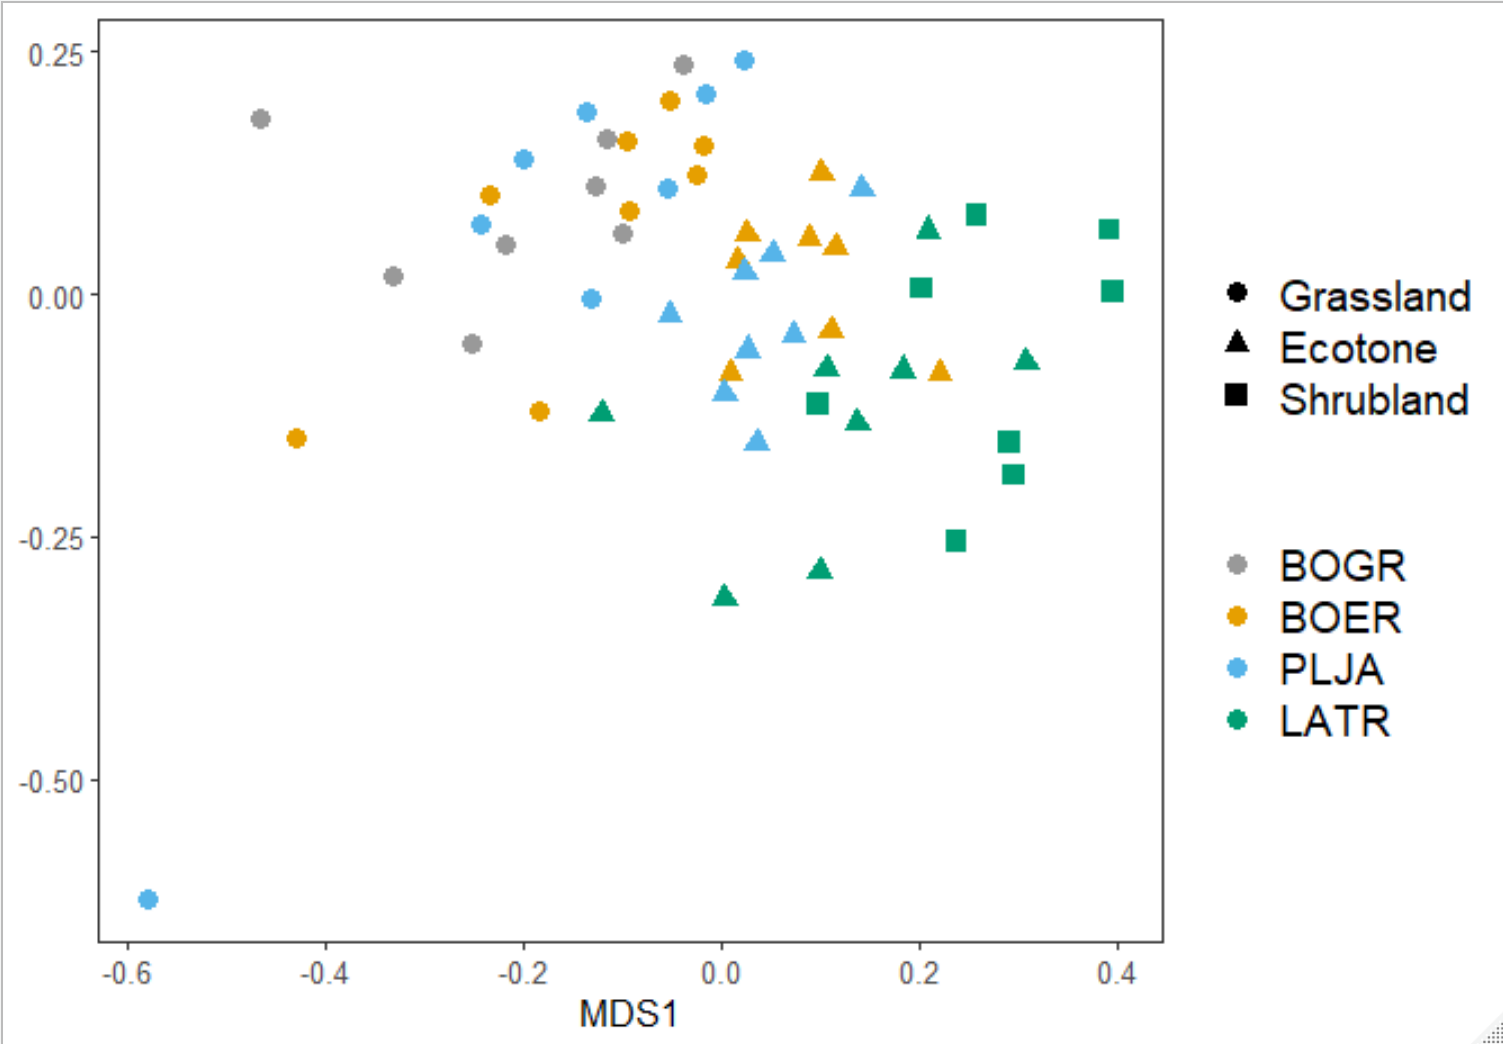 0.25
0.00
-0.25
-0.50
-0.6
-0.4
-0.2
0.0
0.2
0.4
MDS1
Grassland
Ecotone
Shrubland
BOGR
BOER
PLJA
LATR